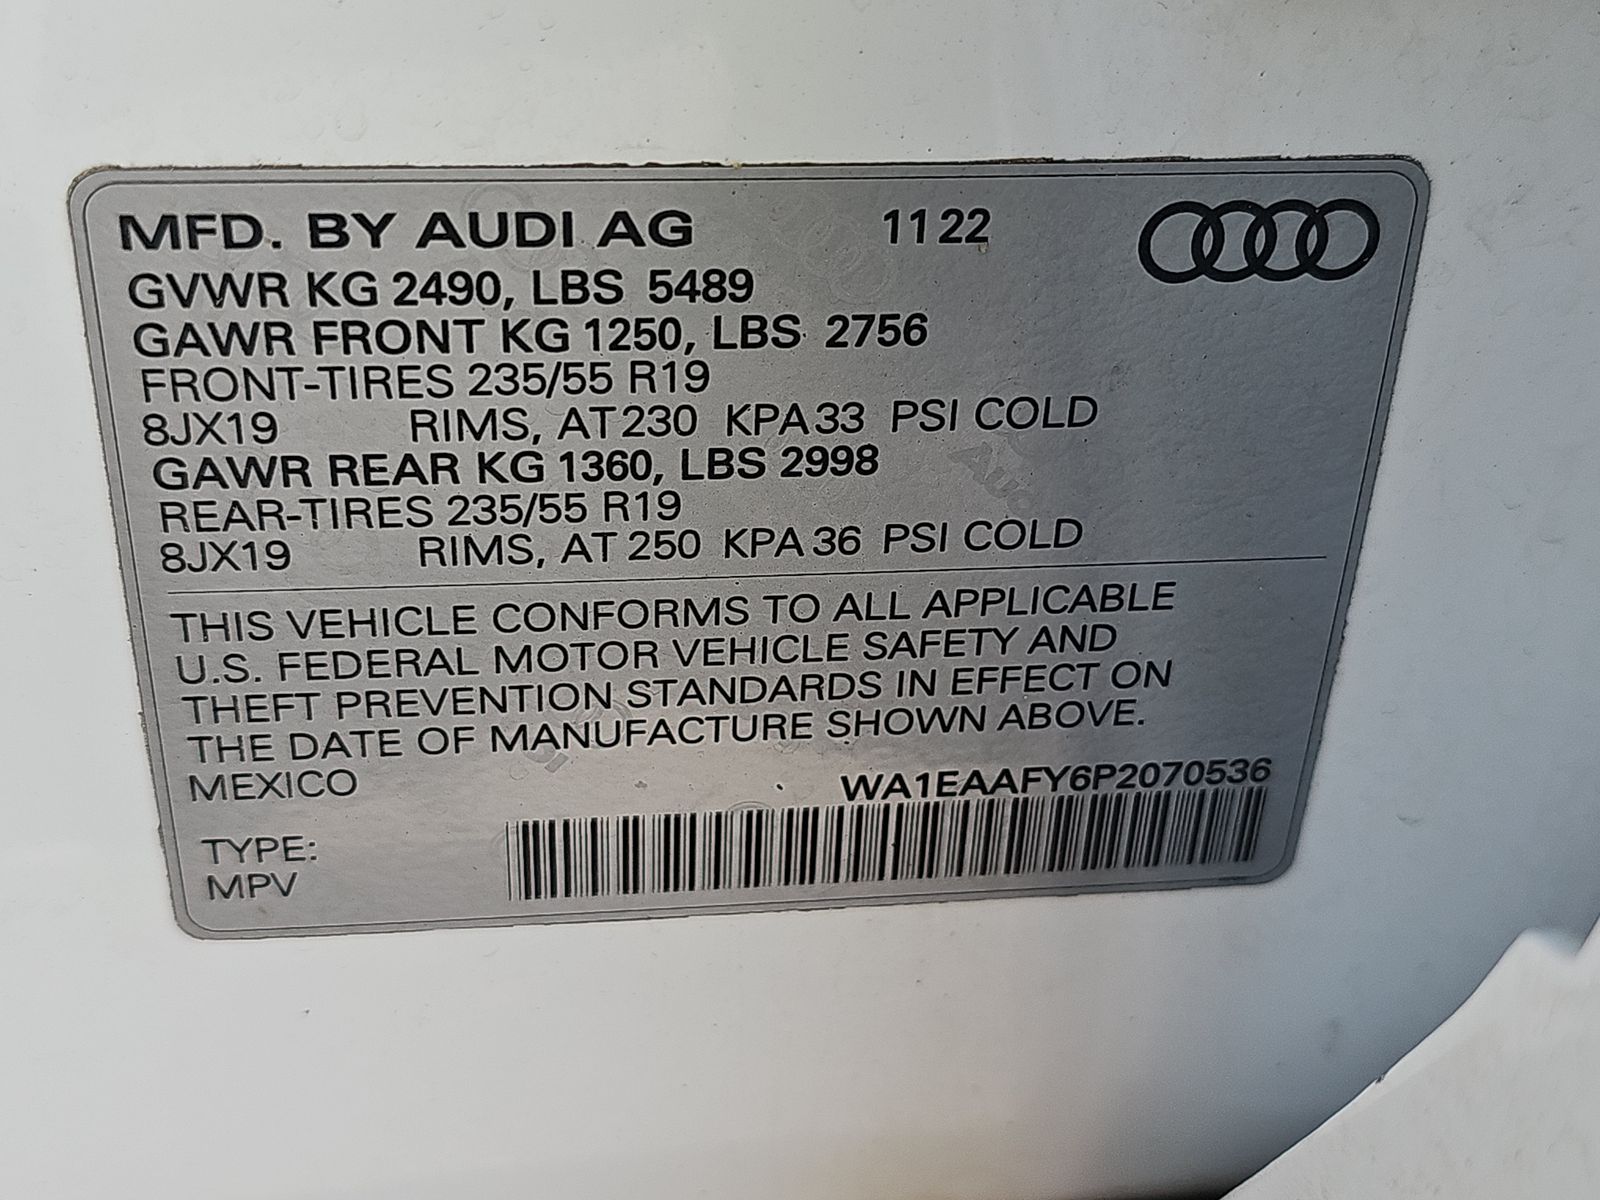 MFD. BY AUDI AG 11 22
GVWR KG 2490, LBS 5489
GAWR FRONT KG 1250, LBS 2756
FRONT-TIRES 235/55 R19
8JX19 RIMS, AT 230 KPA 33 PSI COLD
GAWR REAR KG 1360, LBS 2998
REAR-TIRES 235/55 R19
8JX19 RIMS, AT 250 KPA 36 PSI COLD
THIS VEHICLE CONFORMS TO ALL APPLICABLE
U.S. FEDERAL MOTOR VEHICLE SAFETY AND
THEFT PREVENTION STANDARDS IN EFFECT ON
THE DATE OF MANUFACTURE SHOWN ABOVE.
MEXICO WA1EAAFY6P2070536
TYPE:
MPV